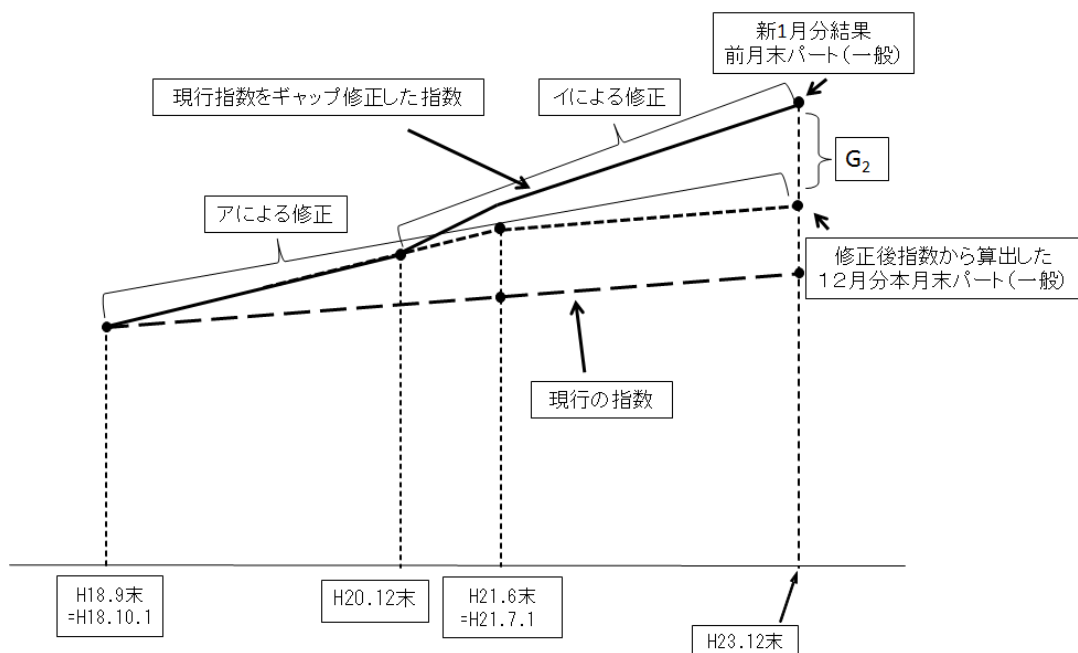 新1月分結果
前月末パート(一般)
現行指数をギャップ修正した指数
イによる修正
G2
アによる修正
修正後指数から算出した
12月分本月末パート(一般)
現行の指数
H18.9末
=H18.10.1
H20.12末
H21.6末
=H21.7.1
H23.12末